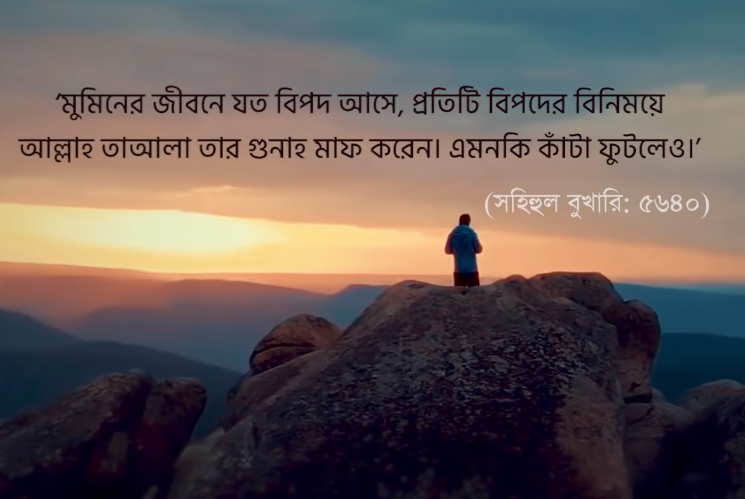 ‘মুমিনের জীবনে যত বিপদ আসে, প্রতিটি বিপদের বিনিময়ে
আল্লাহ তাআলা তার গুনাহ মাফ করেন। এমনকি কাঁটা ফুটলেও।’
(সহিহুল বুখারি: ৫৬৪০)